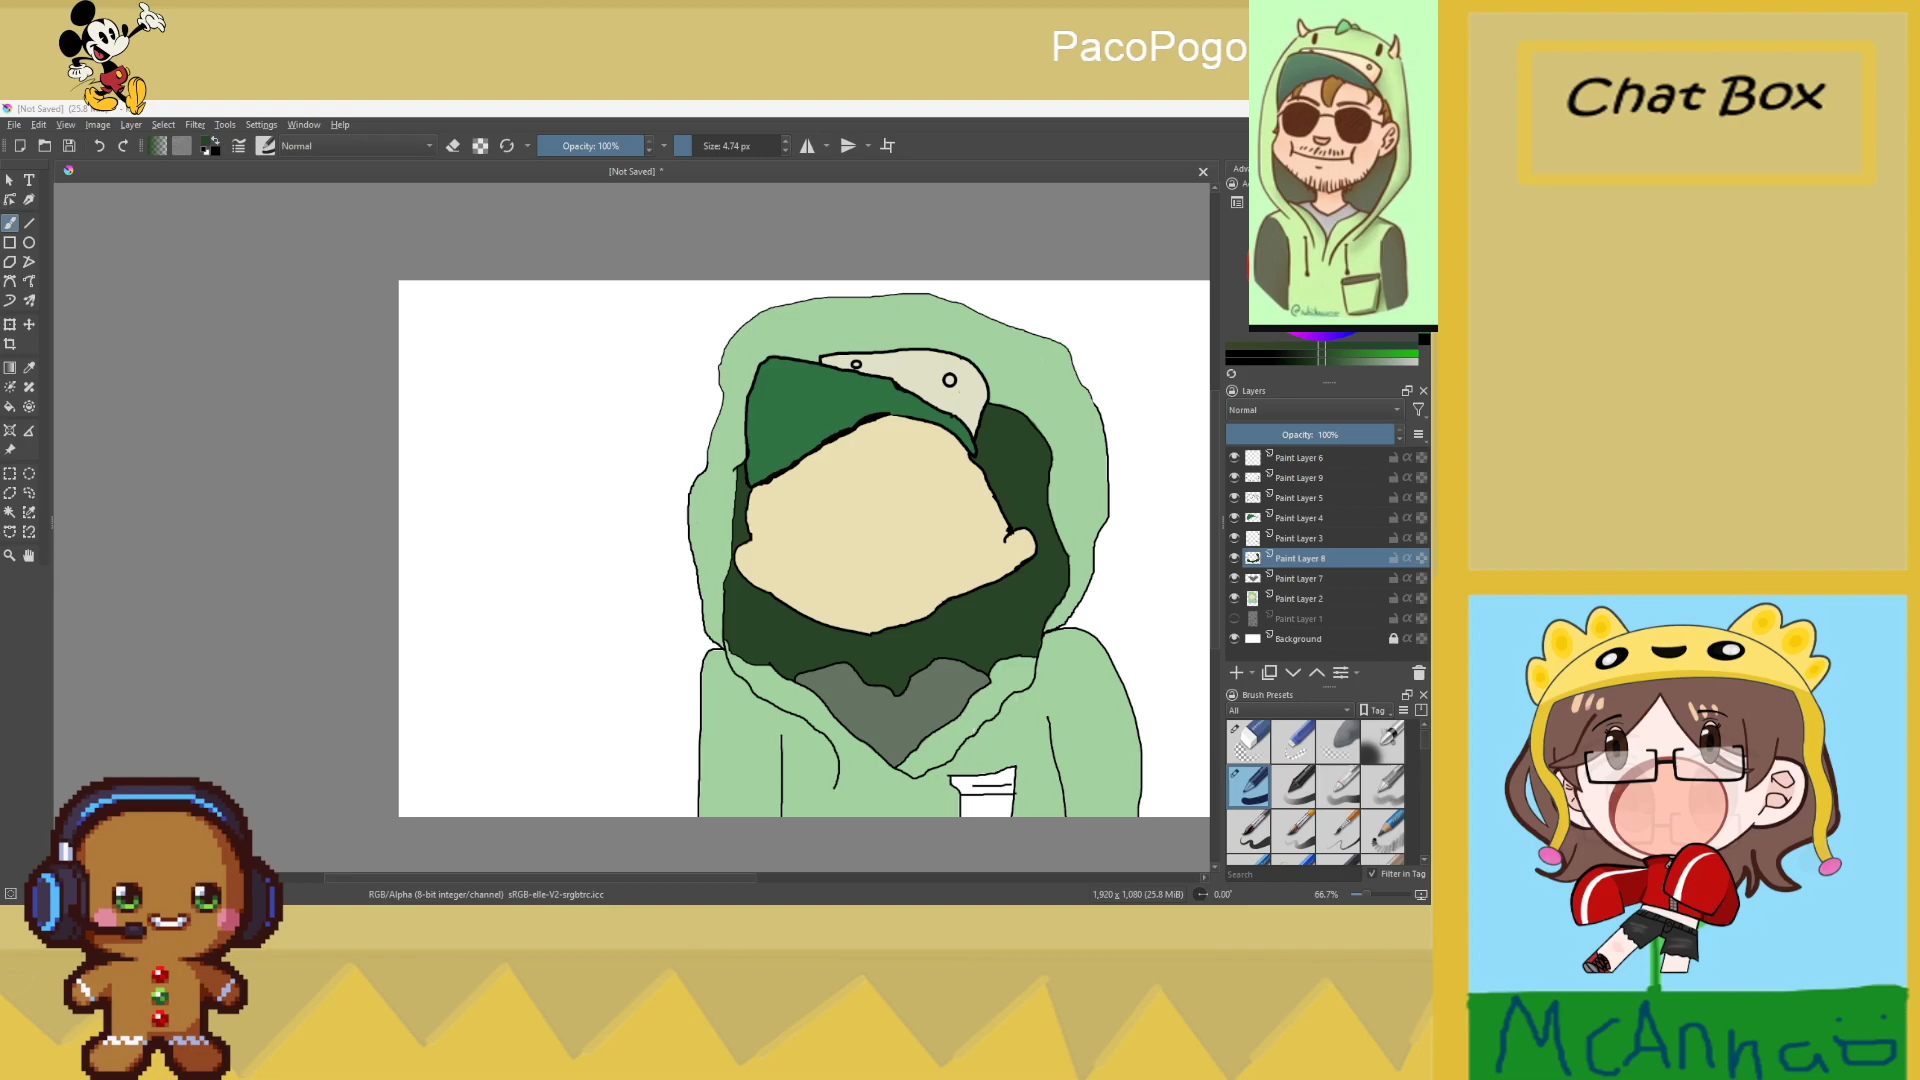 PacoPogo
Chat Box
[Not Saved] (25.8
File Edit View Image Layer Select Filter Tools Settings Window Help
Normal
Opacity: 100%
Size: 4.74 px
[Not Saved] *
Layers
Normal
Opacity: 100%
Paint Layer 6
Paint Layer 9
Paint Layer 5
Paint Layer 4
Paint Layer 3
Paint Layer 8
Paint Layer 7
Paint Layer 2
Paint Layer 1
Background
Brush Presets
All
Tag
Search
Filter in Tag
RGB/Alpha (8-bit integer/channel) sRGB-elle-V2-srgbtrc.icc
1,920 x 1,080 (25.8 MiB)
0.00°
66.7%
McAnna